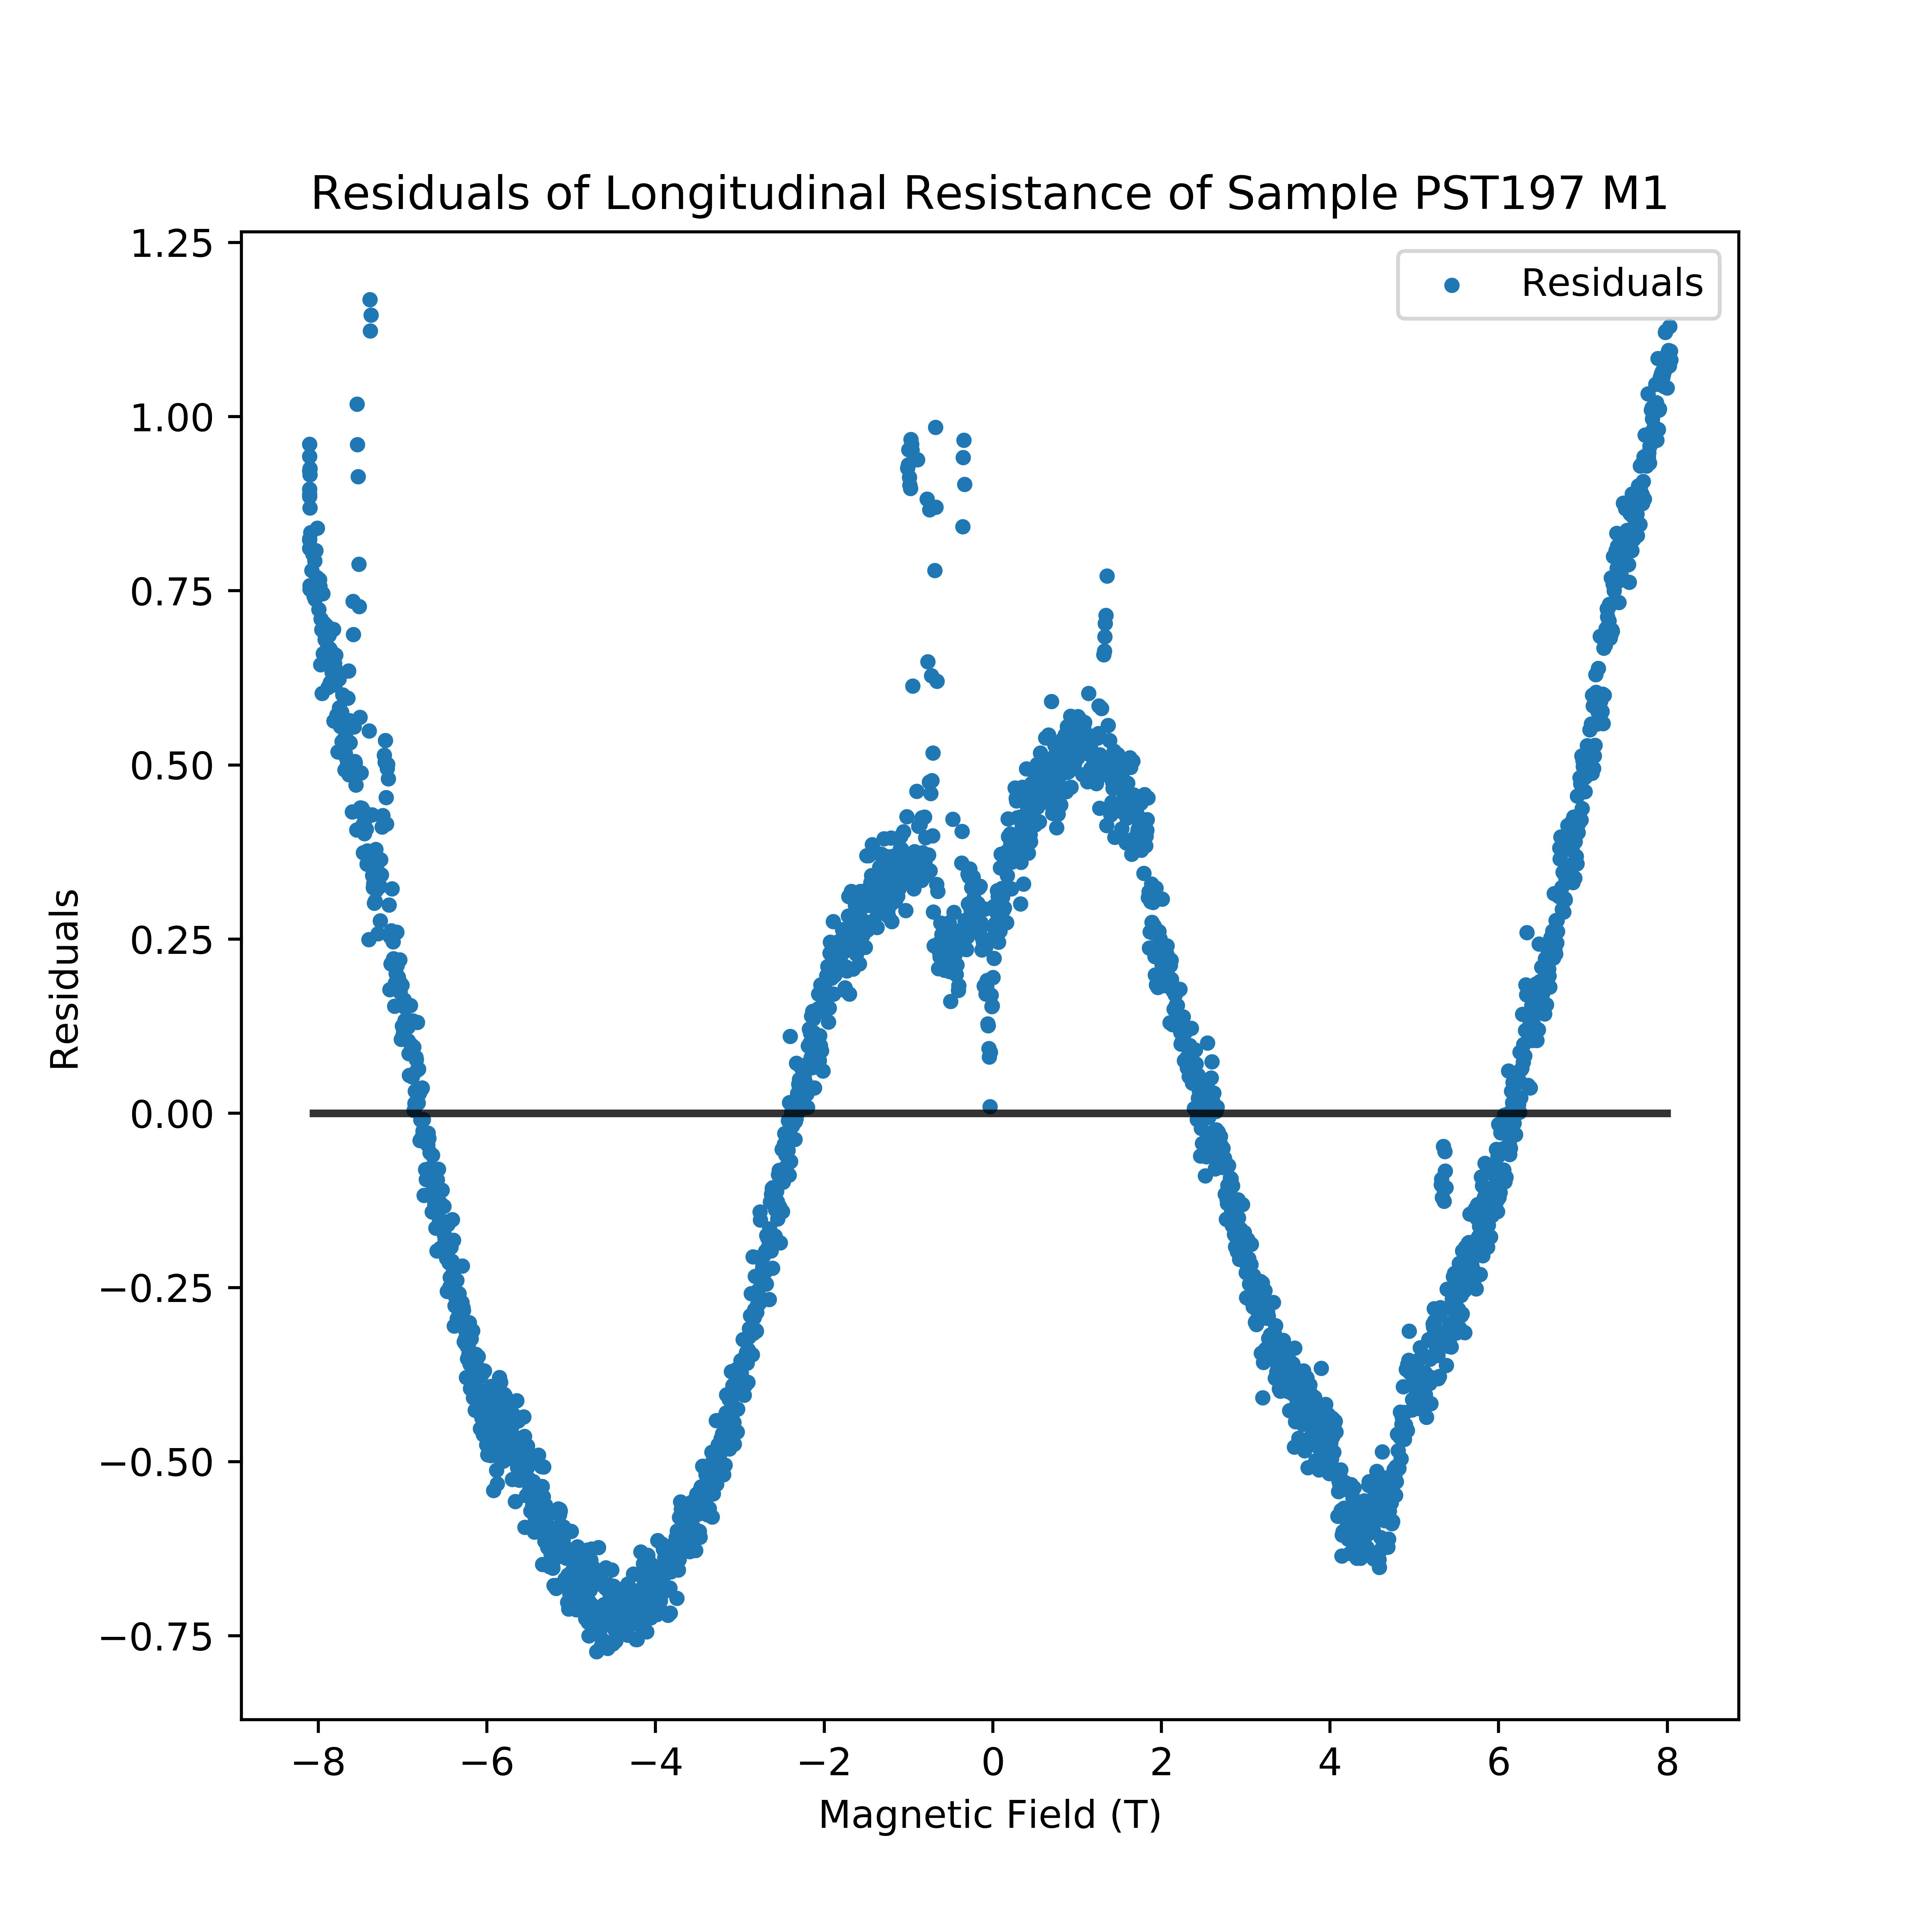 Residuals of Longitudinal Resistance of Sample PST197 M1
Residuals
1.25
1.00
0.75
0.50
0.25
0.00
−0.25
−0.50
−0.75
Residuals
−8 −6 −4 −2 0 2 4 6 8
Magnetic Field (T)